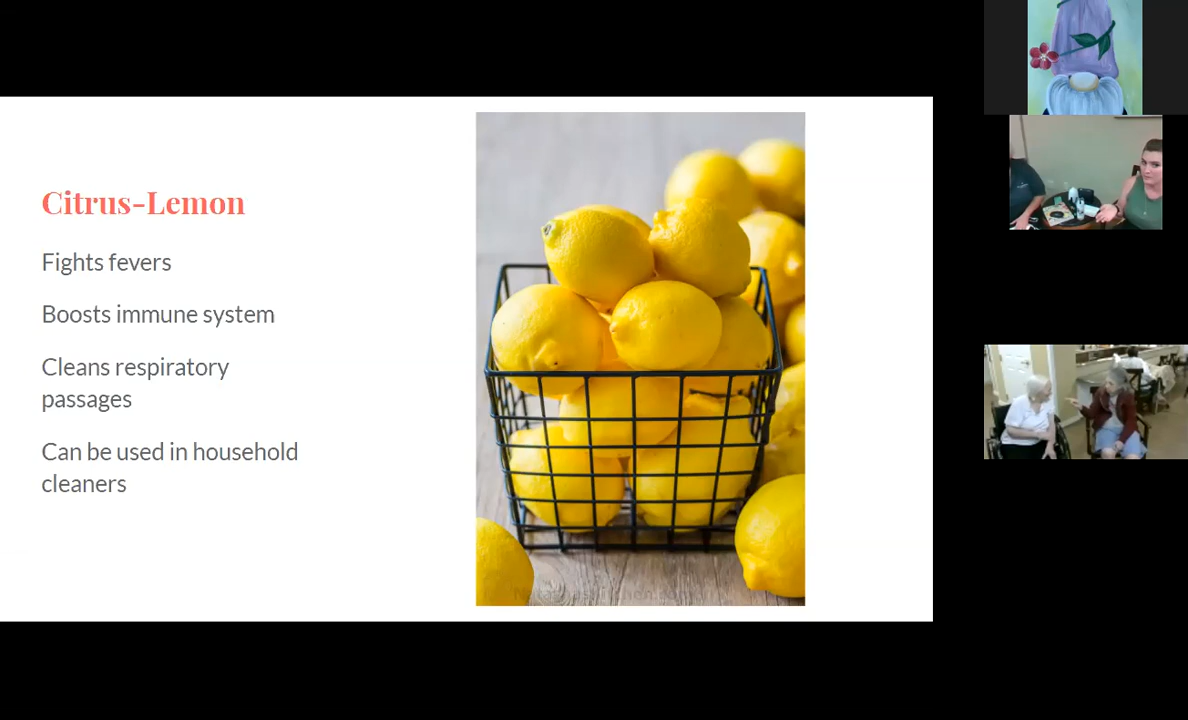 Citrus-Lemon
Fights fevers
Boosts immune system
Cleans respiratory
passages
Can be used in household
cleaners